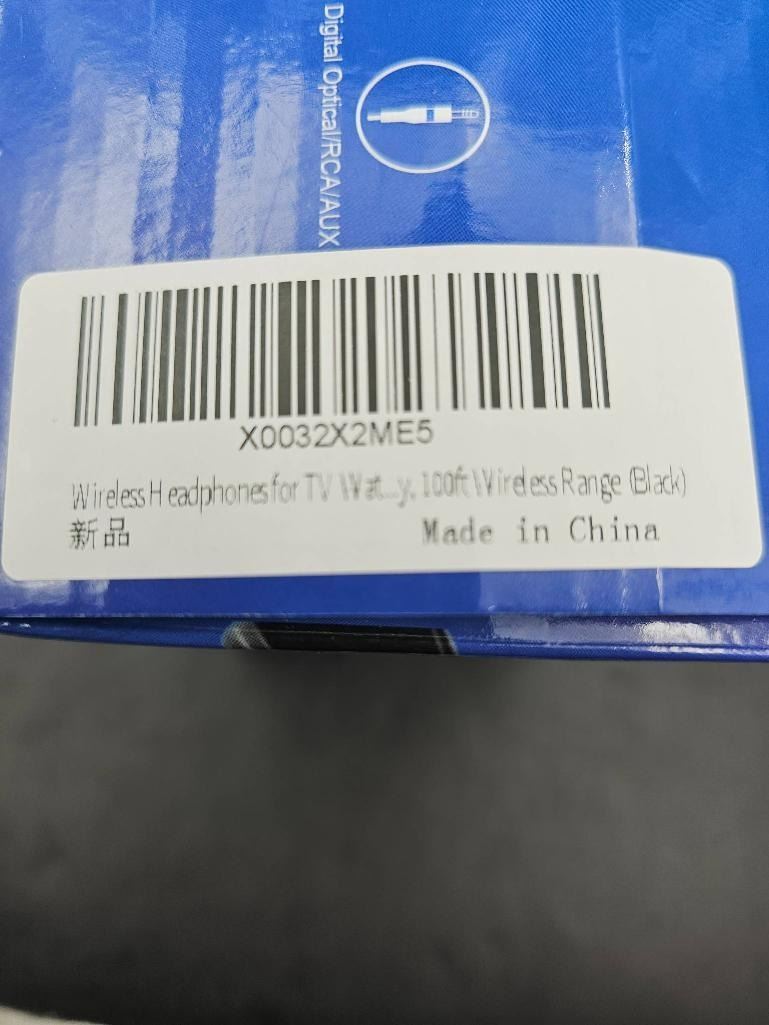 Digital Optical/RCA/AUX
X0032X2ME5
Wireless Headphones for TV Wat...y, 100ft Wireless Range (Black)
新品 Made in China